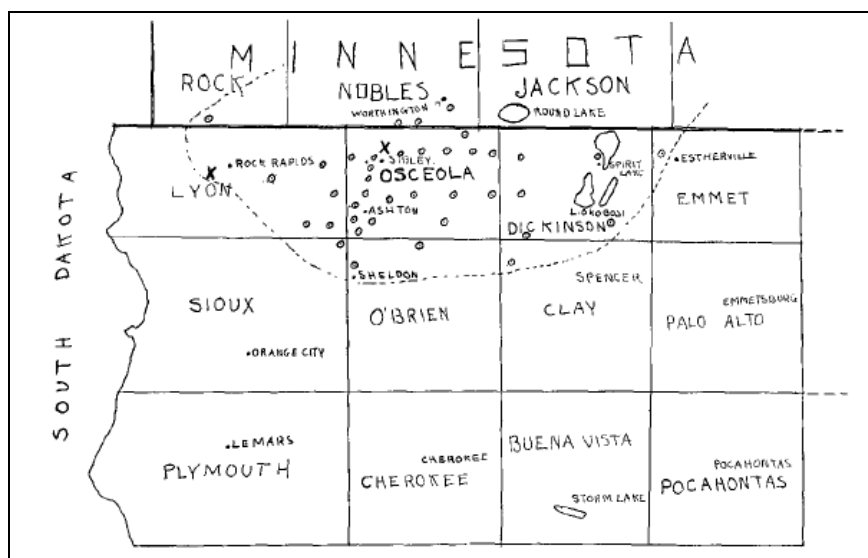 MINNESOTA
ROCK
NOBLES
JACKSON
WORTHINGTON
ROUND LAKE
X
ROCK RAPIDS
SIBLEY
SPIRIT LAKE
ESTHERVILLE
X
LYON
OSCEOLA
EMMET
ASHTON
OKOBOJI
DICKINSON
SHELDON
SPENCER
SIOUX
O'BRIEN
CLAY
EMMETSBURG
PALO ALTO
ORANGE CITY
SOUTH DAKOTA
LEMARS
BUENA VISTA
CHEROKEE
POCAHONTAS
PLYMOUTH
CHEROKEE
POCAHONTAS
STORM LAKE